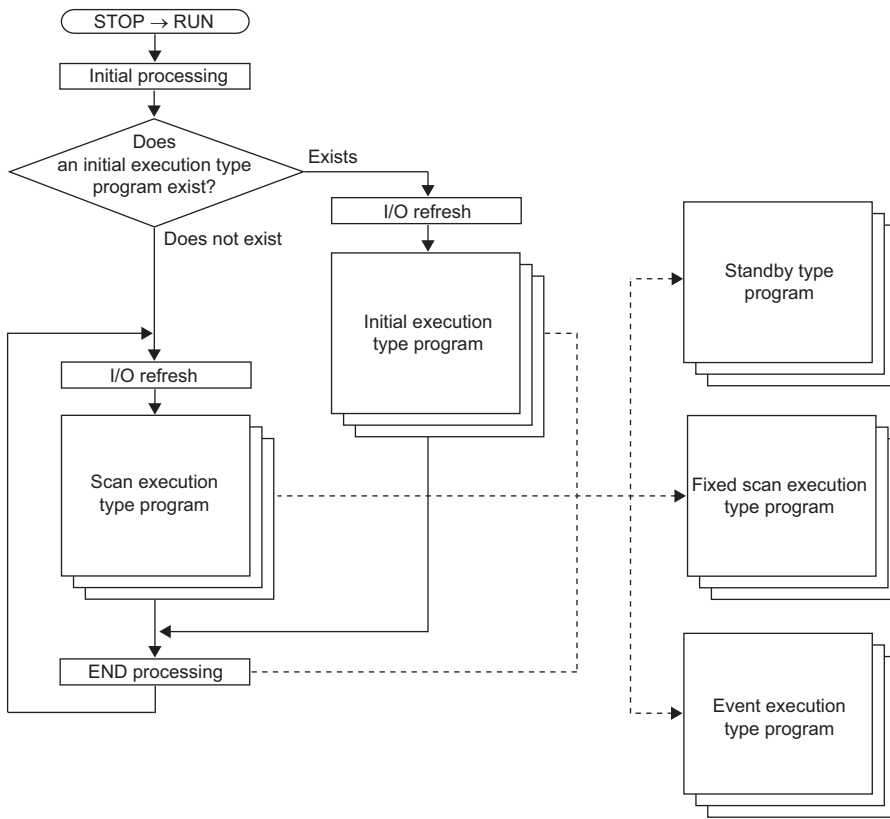 STOP → RUN
Initial processing
Does
an initial execution type
program exist?
Exists
Does not exist
I/O refresh
Initial execution
type program
I/O refresh
Scan execution
type program
END processing
Standby type
program
Fixed scan execution
type program
Event execution
type program